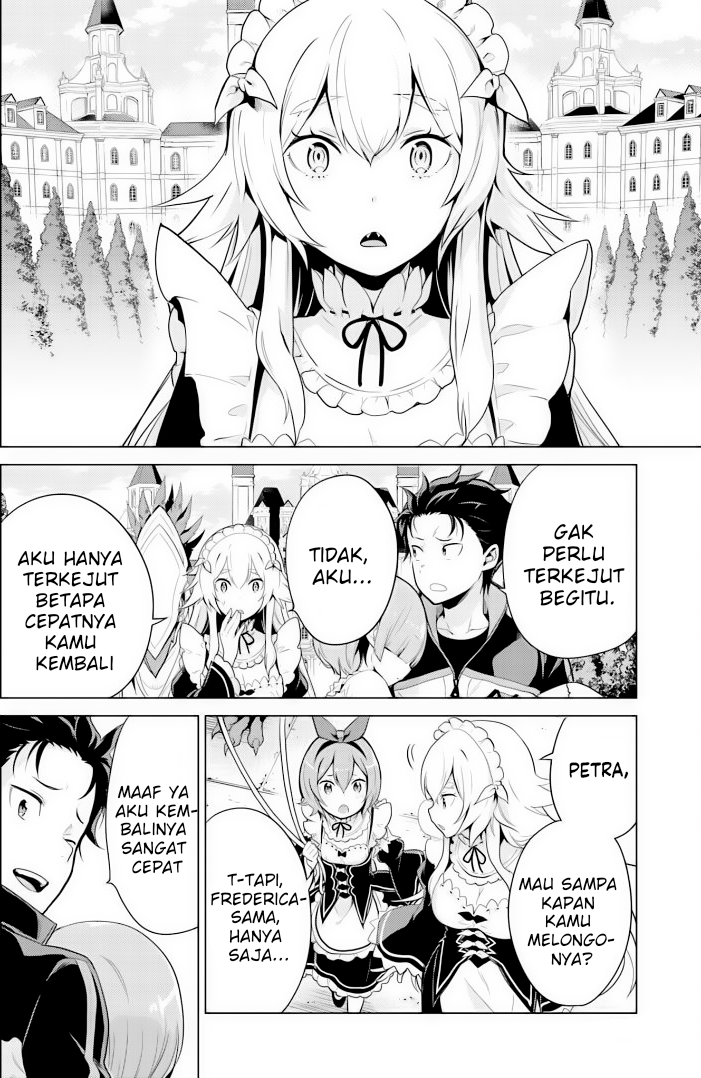 GAK
PERLU
TERKEJUT
BEGITU.
TIDAK,
AKU...
AKU HANYA
TERKEJUT
BETAPA
CEPATNYA
KAMU
KEMBALI
PETRA,
MAU SAMPA
KAPAN
KAMU
MELONGO-
NYA?
T-TAPI,
FREDERICA-
SAMA,
HANYA
SAJA...
MAAF YA
AKU KEM-
BALINYA
SANGAT
CEPAT